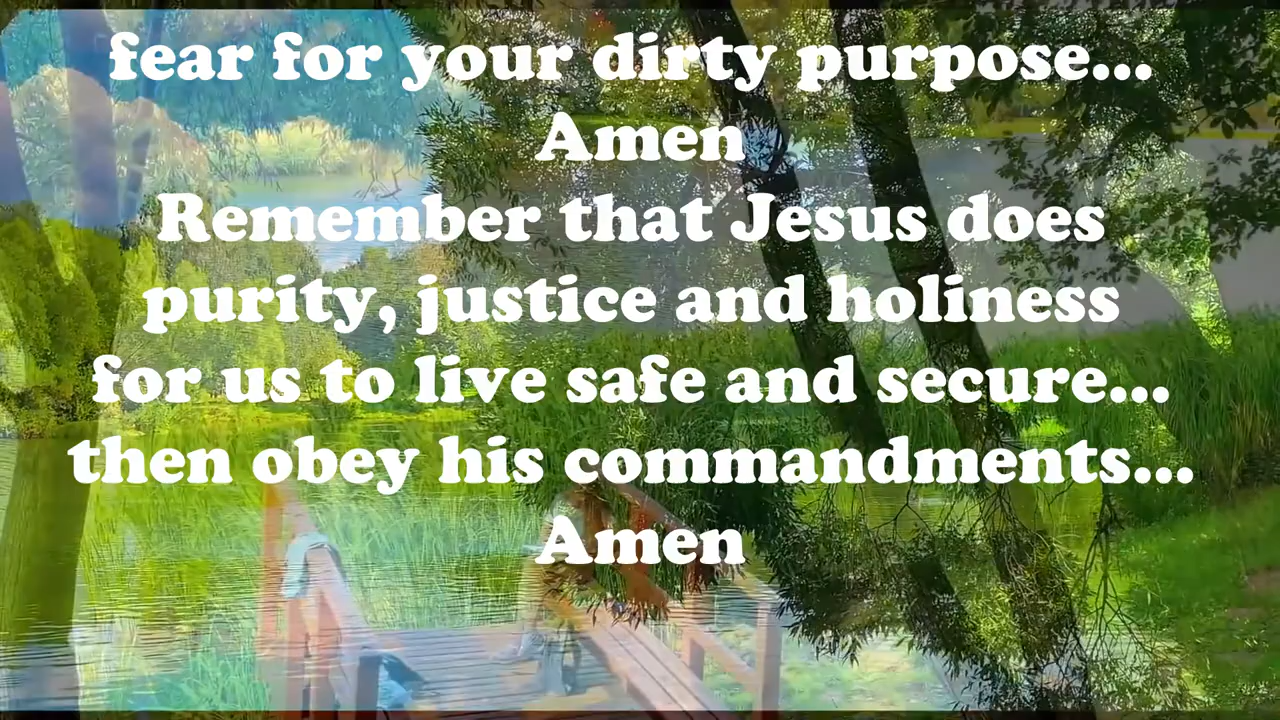 fear for your dirty purpose...
Amen
Remember that Jesus does
purity, justice and holiness
for us to live safe and secure...
then obey his commandments...
Amen